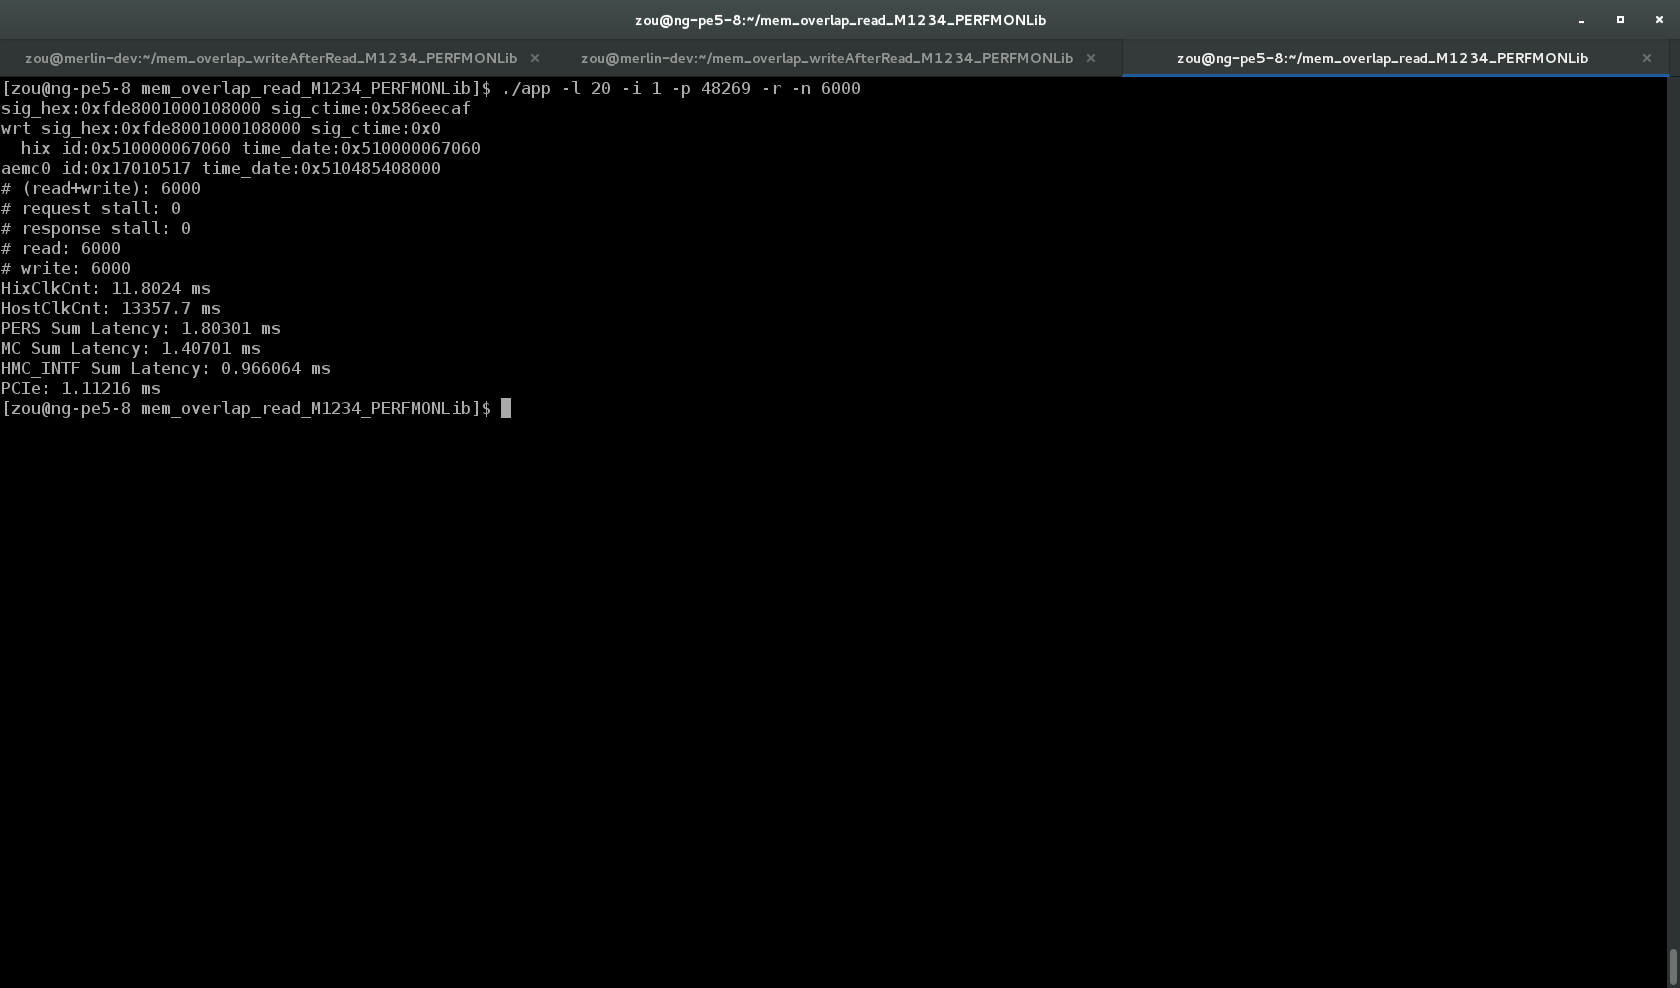 zou@ng-pe5-8:~/mem_overlap_read_M1234_PERFMONLib
zou@merlin-dev:~/mem_overlap_writeAfterRead_M1234_PERFMONLib
zou@merlin-dev:~/mem_overlap_writeAfterRead_M1234_PERFMONLib
zou@ng-pe5-8:~/mem_overlap_read_M1234_PERFMONLib
[zou@ng-pe5-8 mem_overlap_read_M1234_PERFMONLib]$ ./app -l 20 -i 1 -p 48269 -r -n 6000
sig_hex:0xfde8001000108000 sig_ctime:0x586eecaf
wrt sig_hex:0xfde8001000108000 sig_ctime:0x0
  hix id:0x510000067060 time_date:0x510000067060
aemc0 id:0x17010517 time_date:0x510485408000
# (read+write): 6000
# request stall: 0
# response stall: 0
# read: 6000
# write: 6000
HixClkCnt: 11.8024 ms
HostClkCnt: 13357.7 ms
PERS Sum Latency: 1.80301 ms
MC Sum Latency: 1.40701 ms
HMC_INTF Sum Latency: 0.966064 ms
PCIe: 1.11216 ms
[zou@ng-pe5-8 mem_overlap_read_M1234_PERFMONLib]$